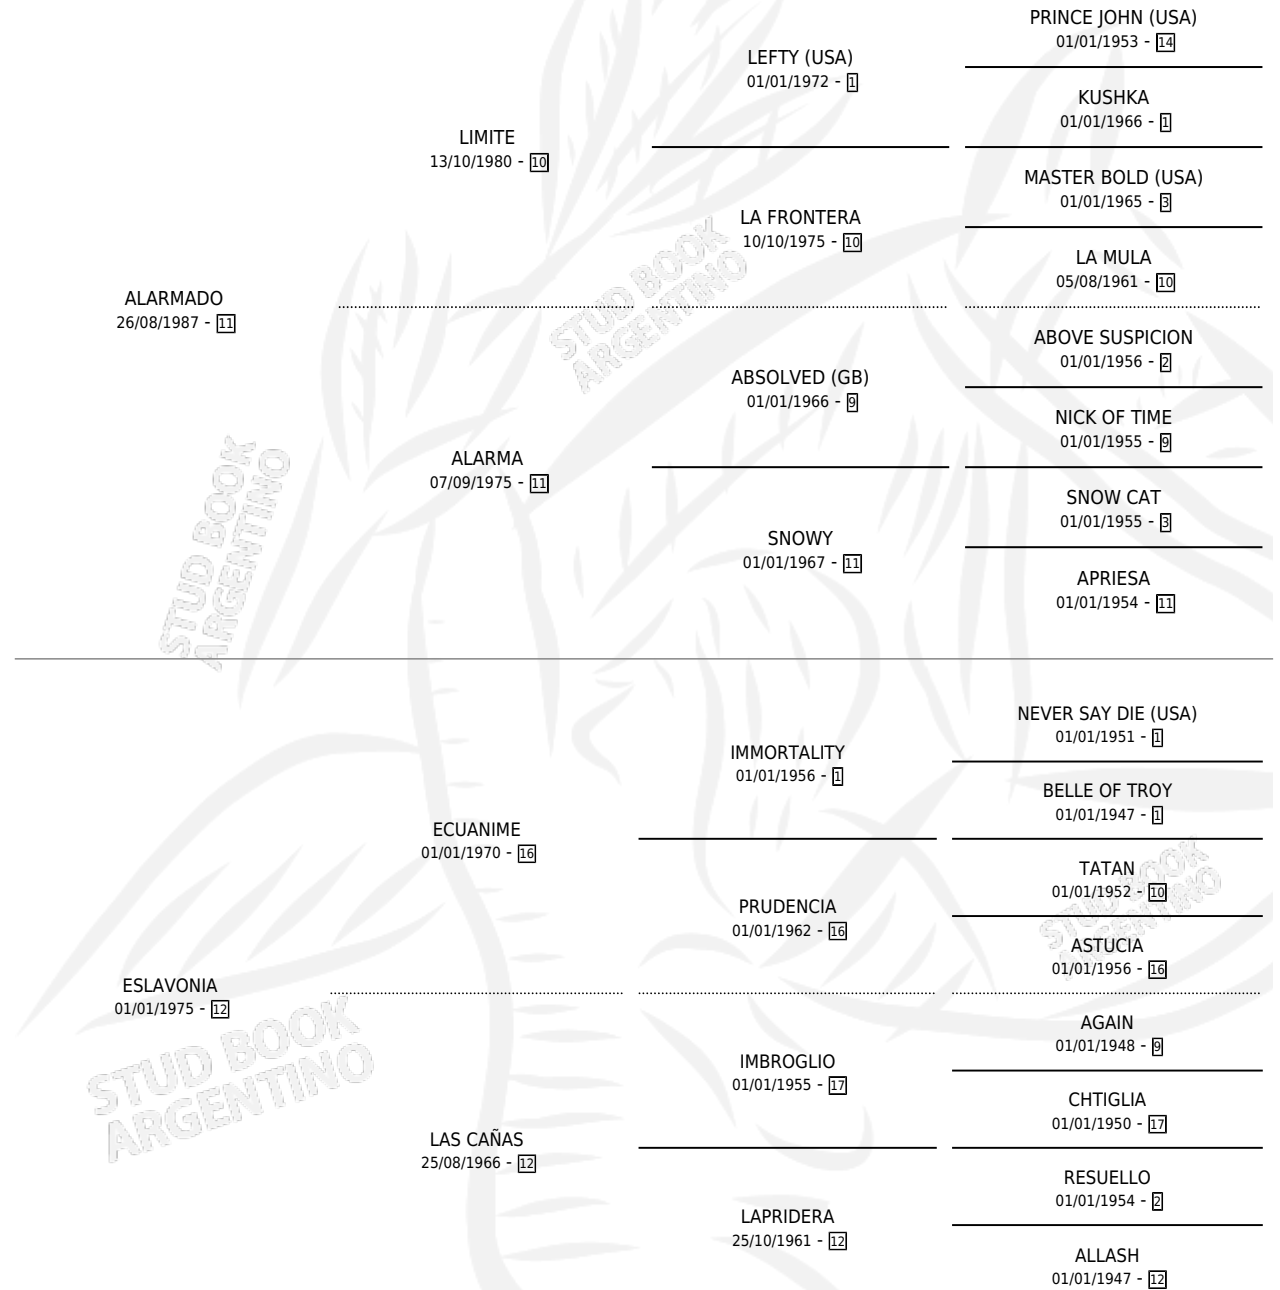 PRINCE JOHN (USA)
01/01/1953 - 14
LEFTY (USA)
01/01/1972 - 1
KUSHKA
01/01/1966 - 1
LIMITE
13/10/1980 - 10
MASTER BOLD (USA)
01/01/1965 - 3
LA FRONTERA
10/10/1975 - 10
LA MULA
05/08/1961 - 10
ALARMADO
26/08/1987 - 11
STUD BOOK
ARGENTINO
ABOVE SUSPICION
01/01/1956 - 2
ABSOLVED (GB)
01/01/1966 - 9
NICK OF TIME
01/01/1955 - 9
ALARMA
07/09/1975 - 11
SNOW CAT
01/01/1955 - 3
SNOWY
01/01/1967 - 11
APRIESA
01/01/1954 - 11
STUD BOOK
ARGENTINO
NEVER SAY DIE (USA)
01/01/1951 - 1
IMMORTALITY
01/01/1956 - 1
BELLE OF TROY
01/01/1947 - 1
ECUANIME
01/01/1970 - 16
TATAN
01/01/1952 - 10
PRUDENCIA
01/01/1962 - 16
STUD BOOK
ARGENTINO
ASTUCIA
01/01/1956 - 16
ESLAVONIA
01/01/1975 - 12
AGAIN
01/01/1948 - 9
IMBROGLIO
01/01/1955 - 17
CHTIGLIA
01/01/1950 - 17
STUD BOOK
ARGENTINO
LAS CAÑAS
25/08/1966 - 12
RESUELLO
01/01/1954 - 2
LAPRIDERA
25/10/1961 - 12
ALLASH
01/01/1947 - 12